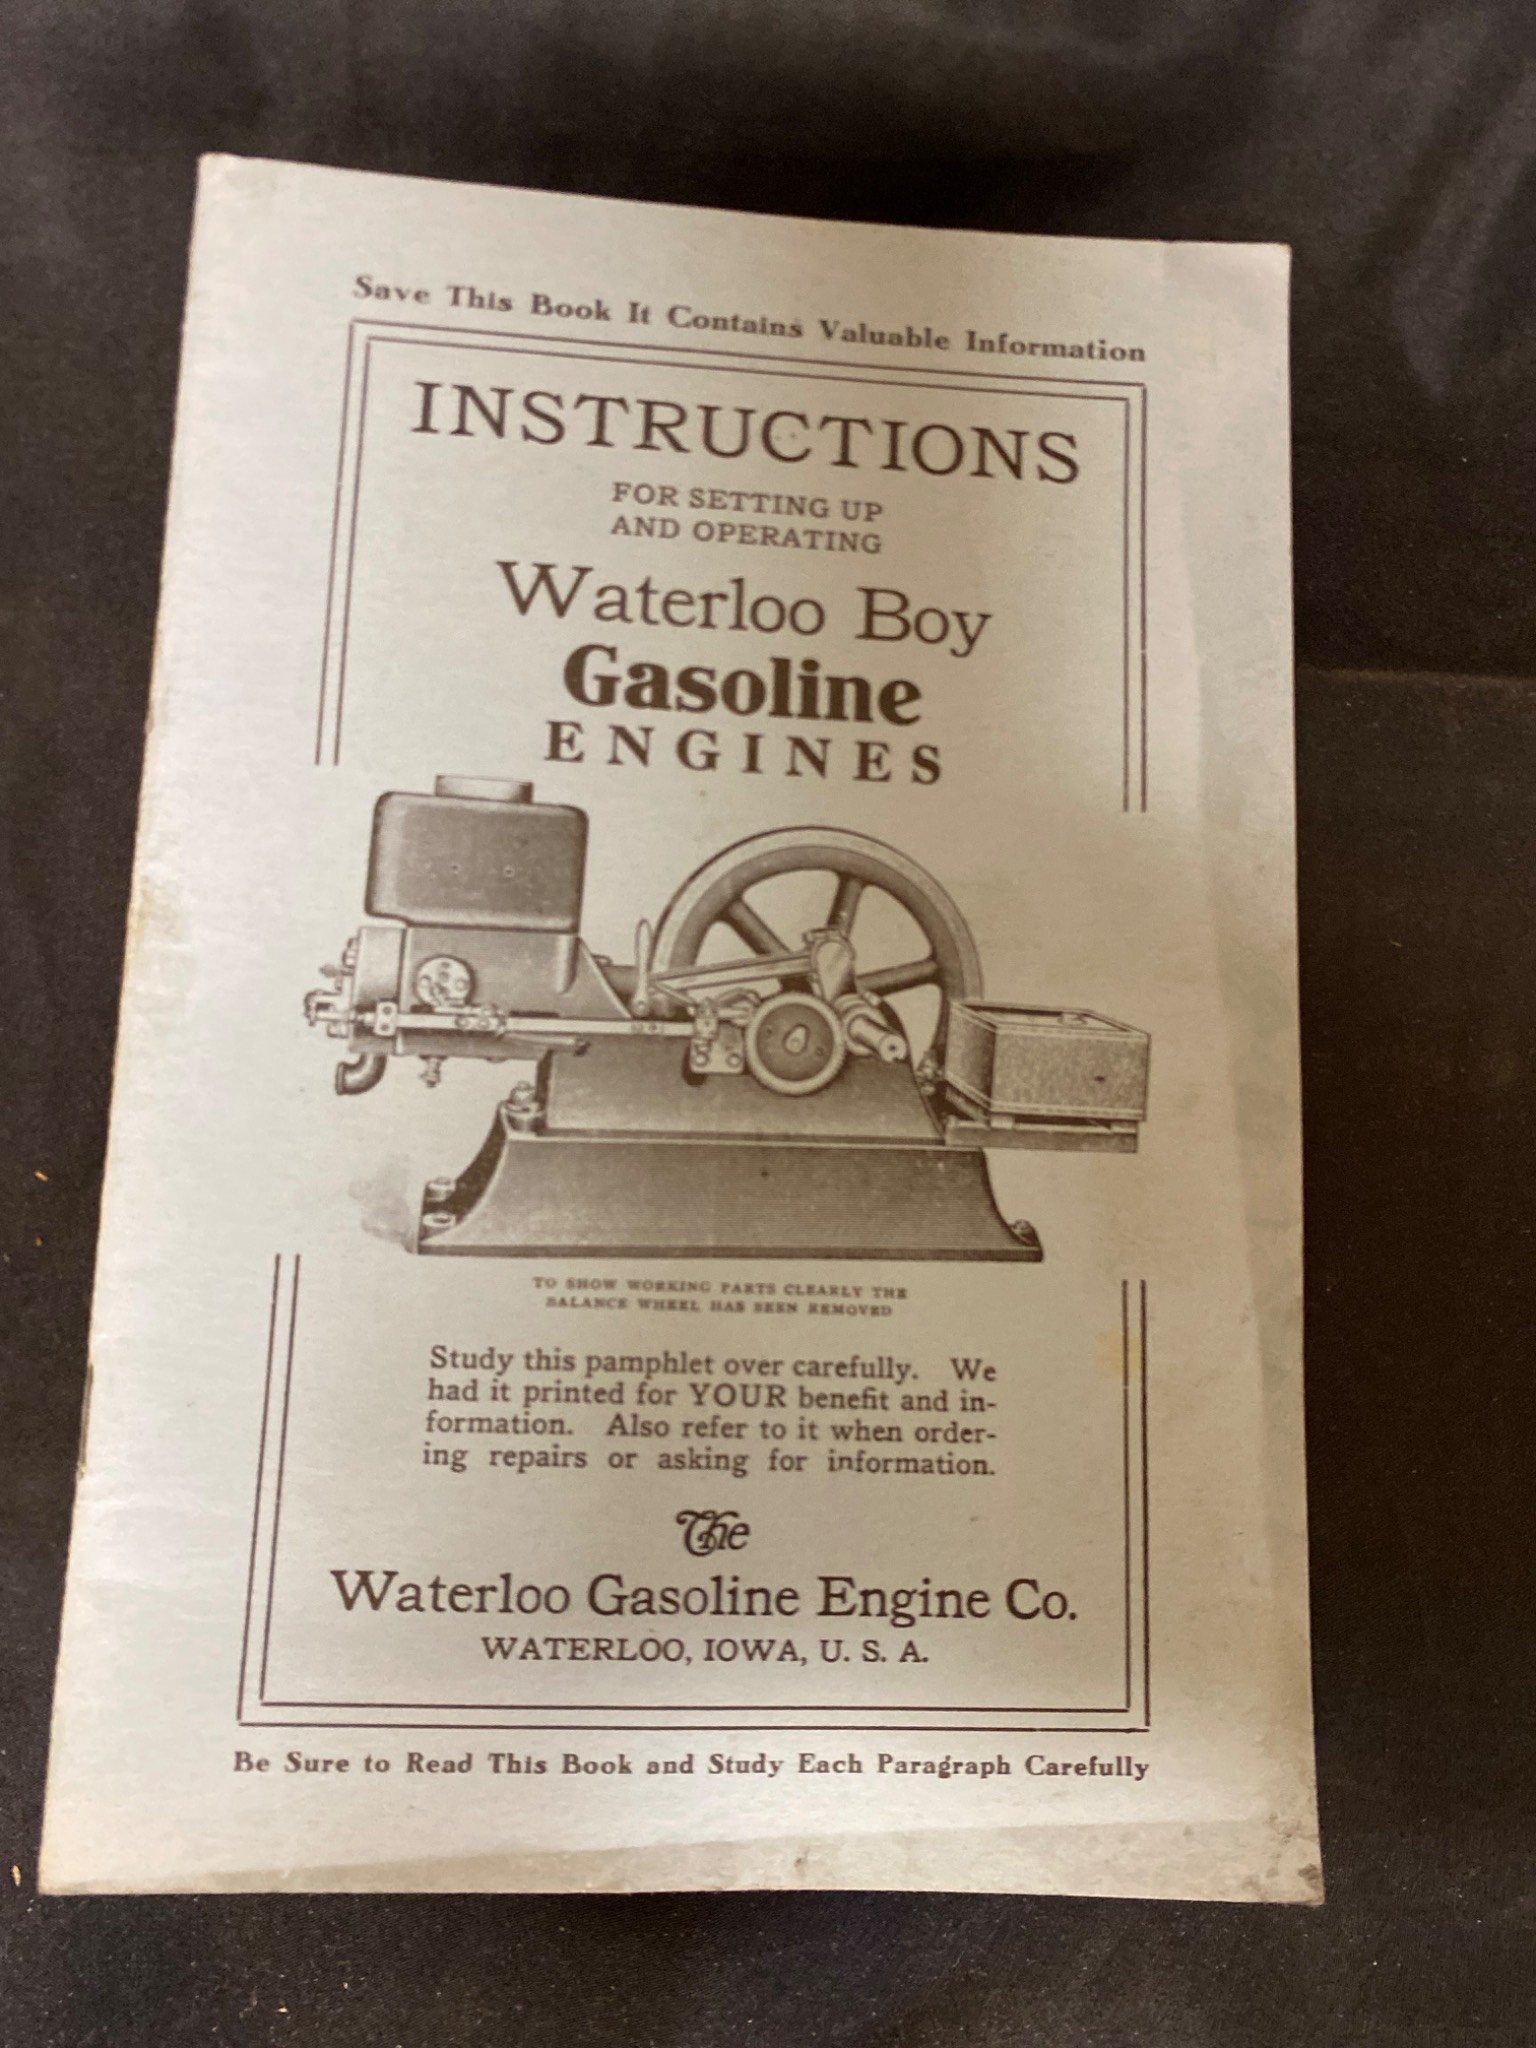 Save This Book It Contains Valuable Information
INSTRUCTIONS
FOR SETTING UP
AND OPERATING
Waterloo Boy
Gasoline
ENGINES
TO SHOW WORKING PARTS CLEARLY THE
BALANCE WHEEL HAS BEEN REMOVED
Study this pamphlet over carefully. We
had it printed for YOUR benefit and in-
formation. Also refer to it when order-
ing repairs or asking for information.
The
Waterloo Gasoline Engine Co.
WATERLOO, IOWA, U. S. A.
Be Sure to Read This Book and Study Each Paragraph Carefully